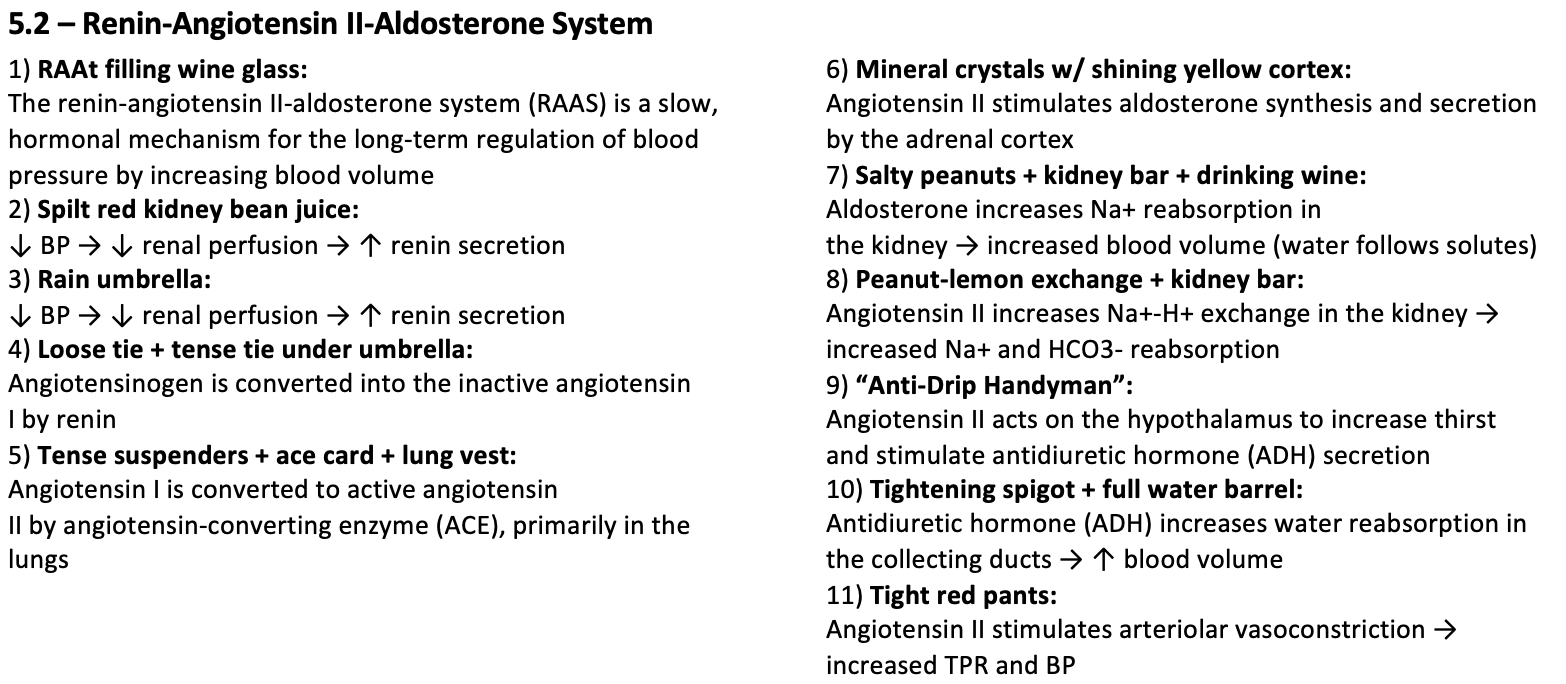 5.2 – Renin-Angiotensin II-Aldosterone System
1) RAAt filling wine glass:
The renin-angiotensin II-aldosterone system (RAAS) is a slow,
hormonal mechanism for the long-term regulation of blood
pressure by increasing blood volume
2) Spilt red kidney bean juice:
↓ BP → ↓ renal perfusion → ↑ renin secretion
3) Rain umbrella:
↓ BP → ↓ renal perfusion → ↑ renin secretion
4) Loose tie + tense tie under umbrella:
Angiotensinogen is converted into the inactive angiotensin
I by renin
5) Tense suspenders + ace card + lung vest:
Angiotensin I is converted to active angiotensin
II by angiotensin-converting enzyme (ACE), primarily in the
lungs
6) Mineral crystals w/ shining yellow cortex:
Angiotensin II stimulates aldosterone synthesis and secretion
by the adrenal cortex
7) Salty peanuts + kidney bar + drinking wine:
Aldosterone increases Na+ reabsorption in
the kidney → increased blood volume (water follows solutes)
8) Peanut-lemon exchange + kidney bar:
Angiotensin II increases Na+-H+ exchange in the kidney →
increased Na+ and HCO3- reabsorption
9) “Anti-Drip Handyman”:
Angiotensin II acts on the hypothalamus to increase thirst
and stimulate antidiuretic hormone (ADH) secretion
10) Tightening spigot + full water barrel:
Antidiuretic hormone (ADH) increases water reabsorption in
the collecting ducts → ↑ blood volume
11) Tight red pants:
Angiotensin II stimulates arteriolar vasoconstriction →
increased TPR and BP